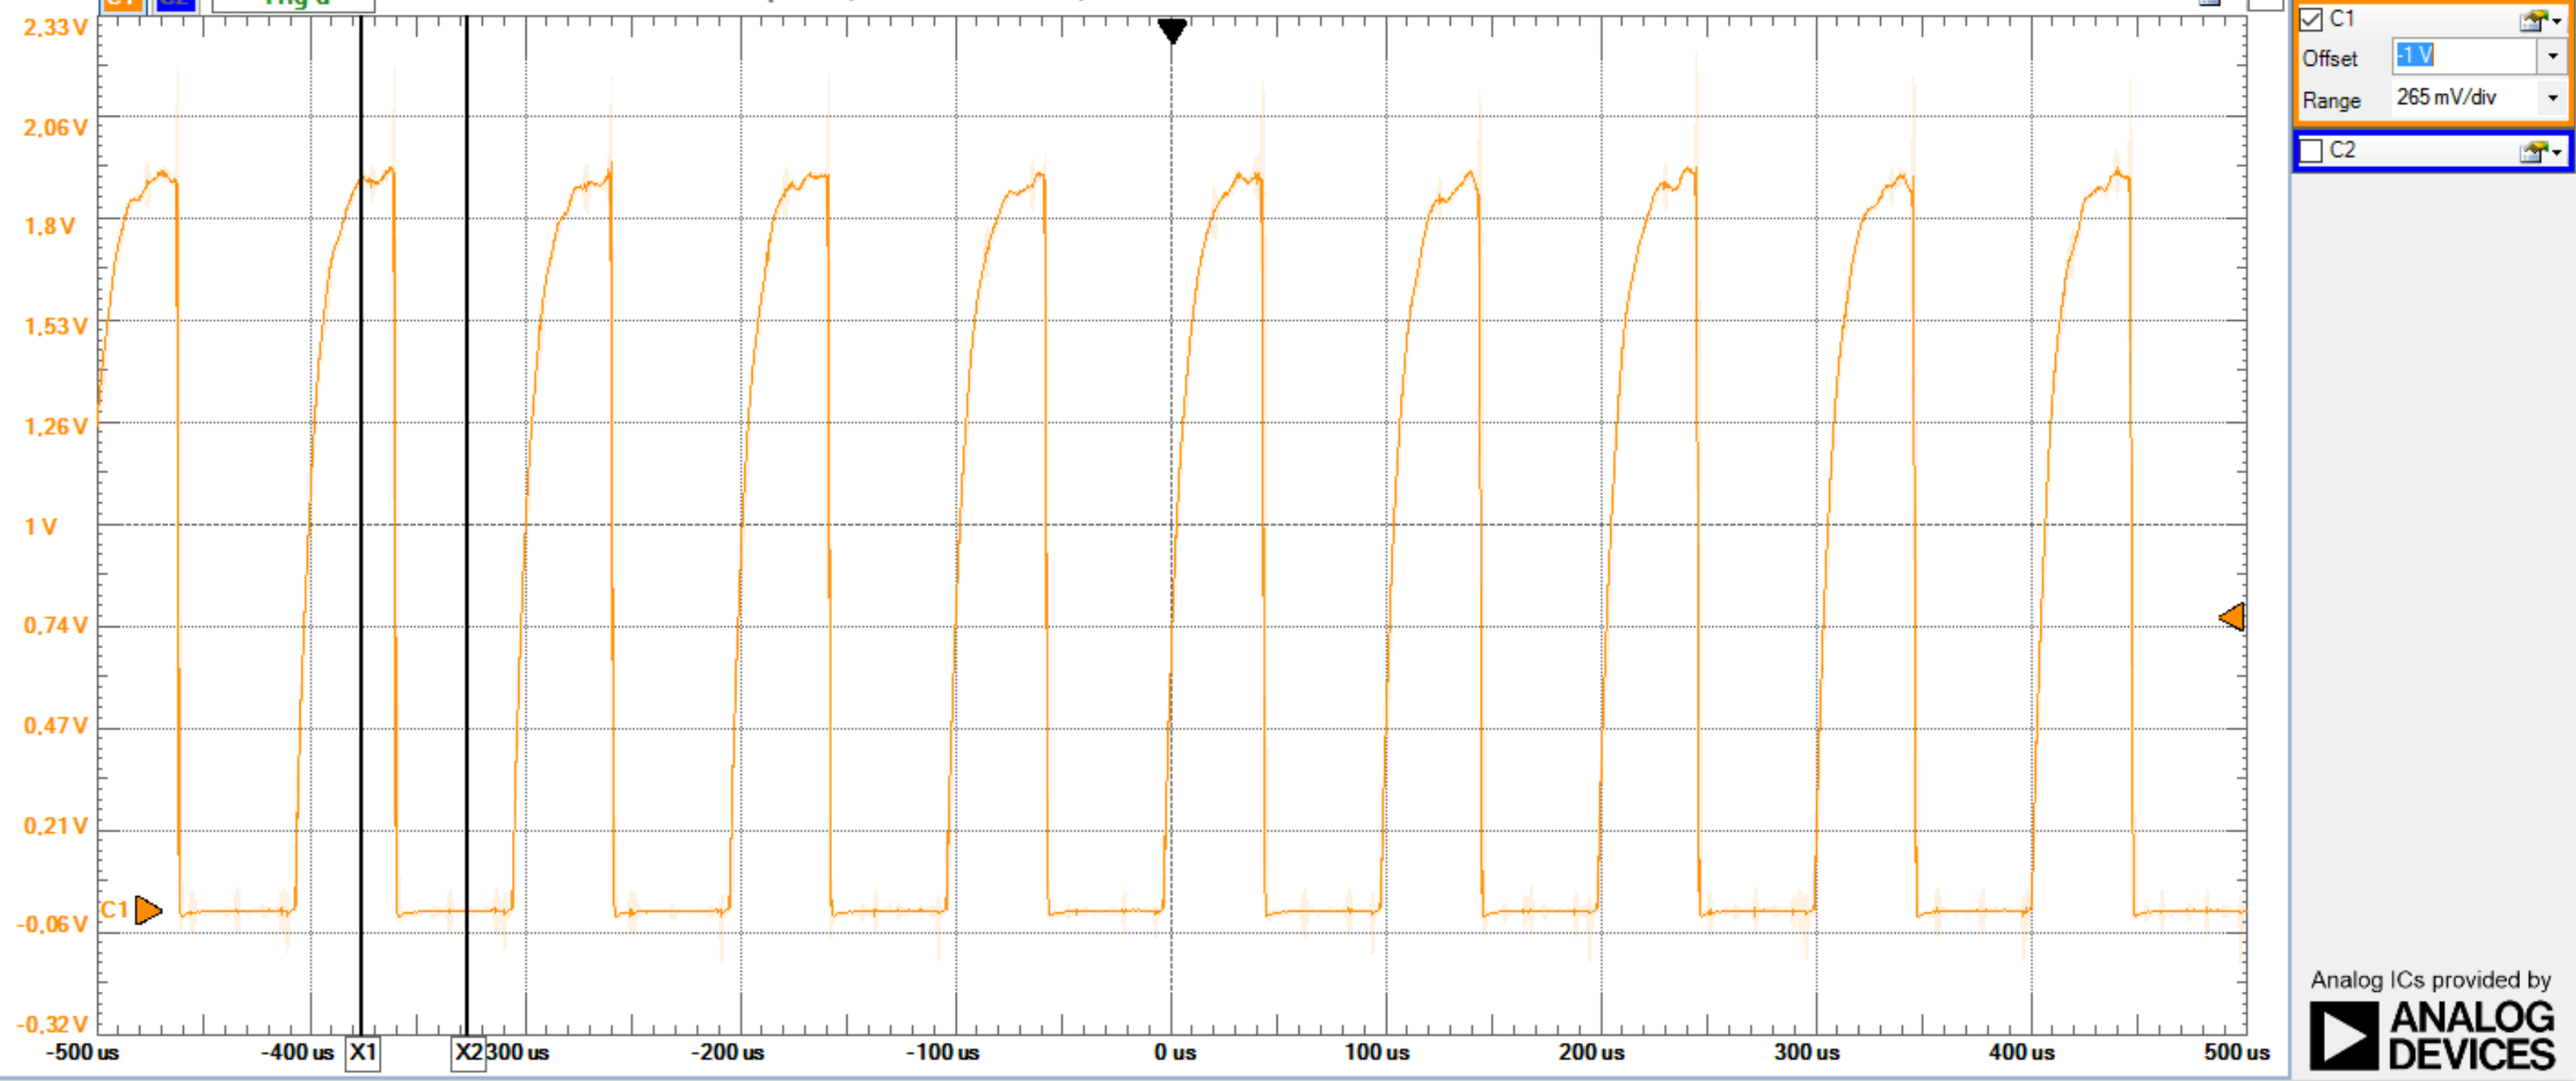 C1 C2 Trig'd
2,33 V
2,06 V
1,8 V
1,53 V
1,26 V
1 V
0,74 V
0,47 V
0,21 V
C1
-0,06 V
-0,32 V
-500 us -400 us X1 X2 300 us -200 us -100 us 0 us 100 us 200 us 300 us 400 us 500 us
C1
Offset -1 V
Range 265 mV/div
C2
Analog ICs provided by
ANALOG
DEVICES